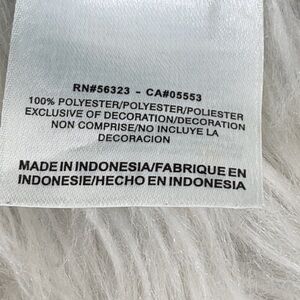 RN#56323 - CA#05553
100% POLYESTER/POLYESTER/POLIESTER
EXCLUSIVE OF DECORATION/DECORATION
NON COMPRISE/NO INCLUYE LA
DECORACION
MADE IN INDONESIA/FABRIQUE EN
INDONESIE/HECHO EN INDONESIA